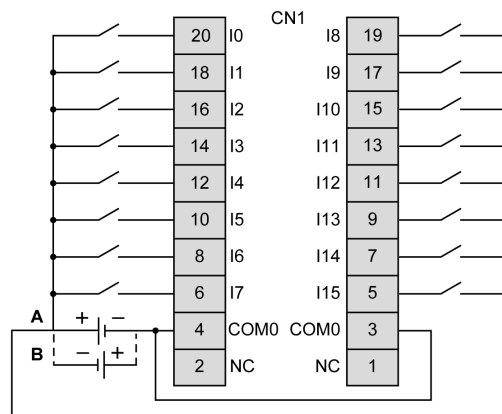 CN1
20 I0 I8 19
18 I1 I9 17
16 I2 I10 15
14 I3 I11 13
12 I4 I12 11
10 I5 I13 9
8 I6 I14 7
6 I7 I15 5
A + − 4 COM0 COM0 3
B − + 2 NC NC 1